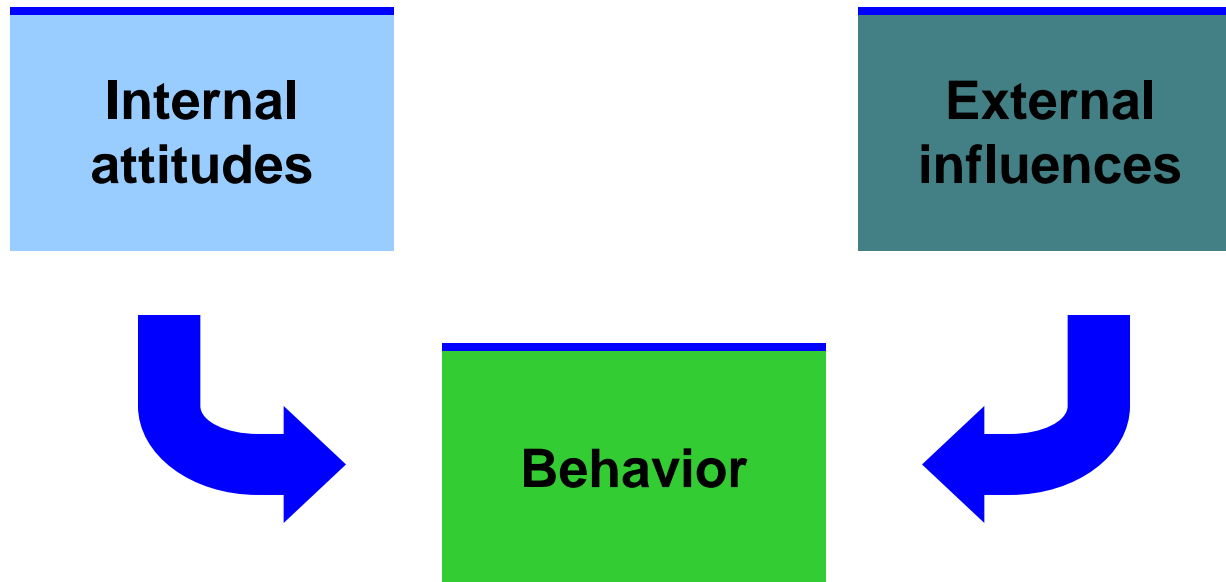 Internal
attitudes
External
influences
Behavior